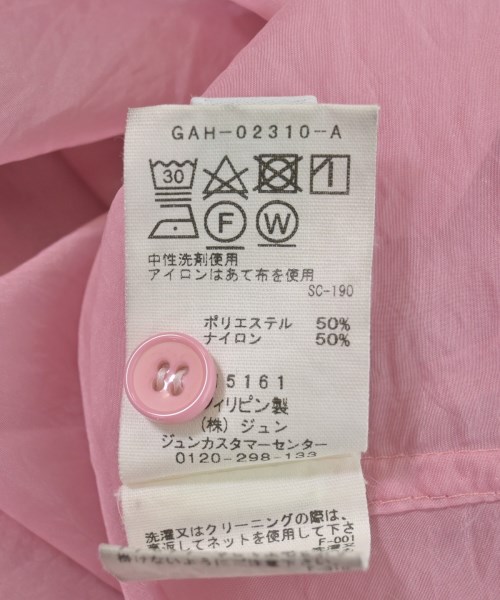 GAH-02310-A
30
F W
中性洗剤使用
アイロンはあて布を使用
SC-190
ポリエステル 50%
ナイロン 50%
15161
フィリピン製
(株) ジュン
ジュンカスタマーセンター
0120-298-133
洗濯又はクリーニングの際は、
裏返してネットを使用して下さ
F-001